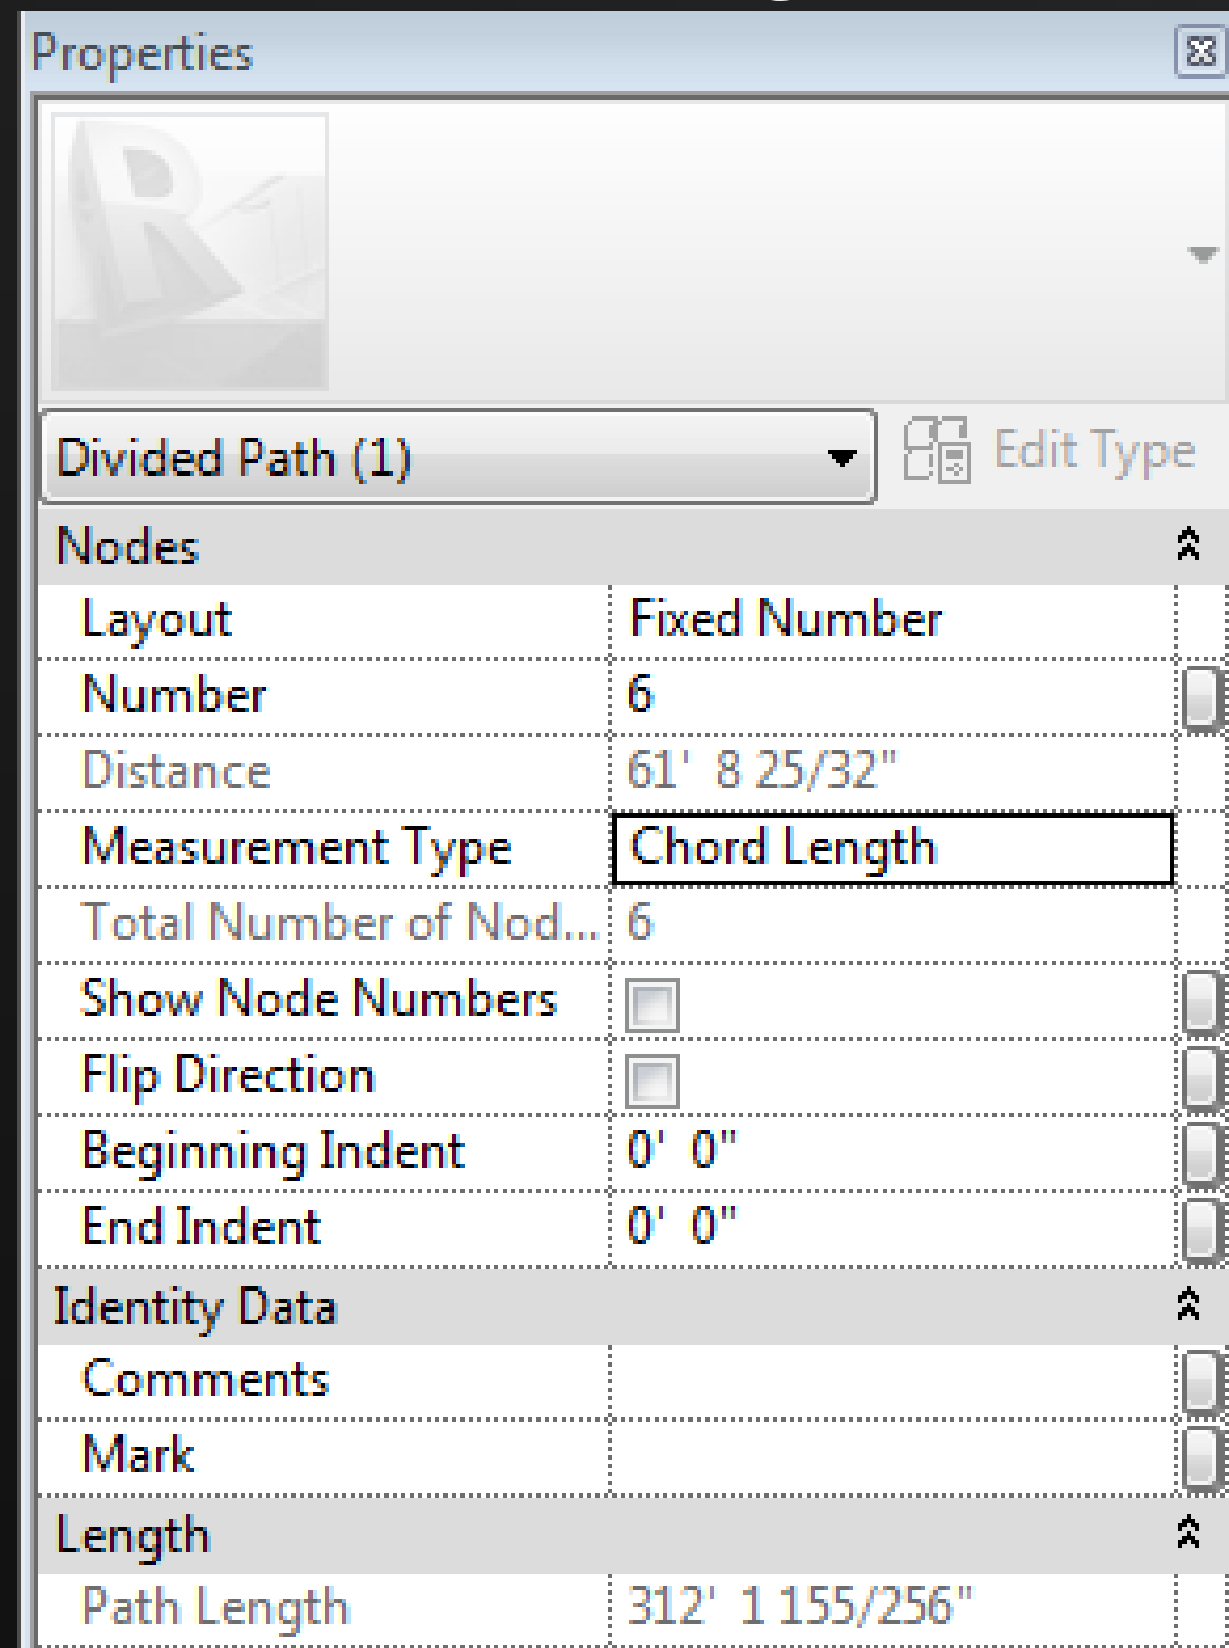 Properties
R
Divided Path (1) Edit Type
Nodes
Layout Fixed Number
Number 6
Distance 61' 8 25/32"
Measurement Type Chord Length
Total Number of Nod... 6
Show Node Numbers
Flip Direction
Beginning Indent 0' 0"
End Indent 0' 0"
Identity Data
Comments
Mark
Length
Path Length 312' 1 155/256"